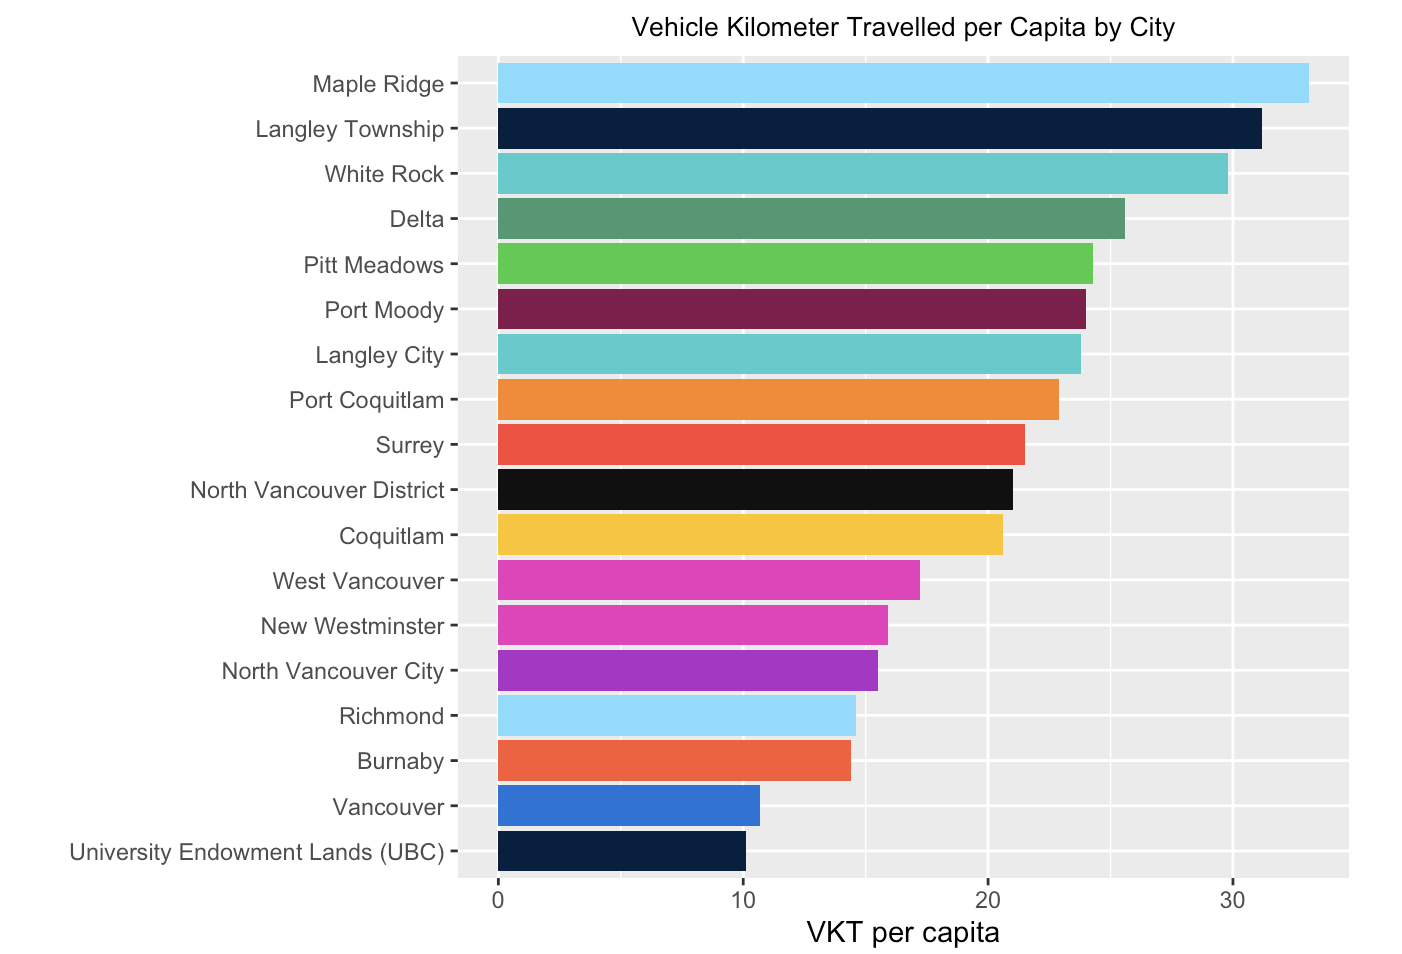 Vehicle Kilometer Travelled per Capita by City
Maple Ridge
Langley Township
White Rock
Delta
Pitt Meadows
Port Moody
Langley City
Port Coquitlam
Surrey
North Vancouver District
Coquitlam
West Vancouver
New Westminster
North Vancouver City
Richmond
Burnaby
Vancouver
University Endowment Lands (UBC)
0 10 20 30
VKT per capita